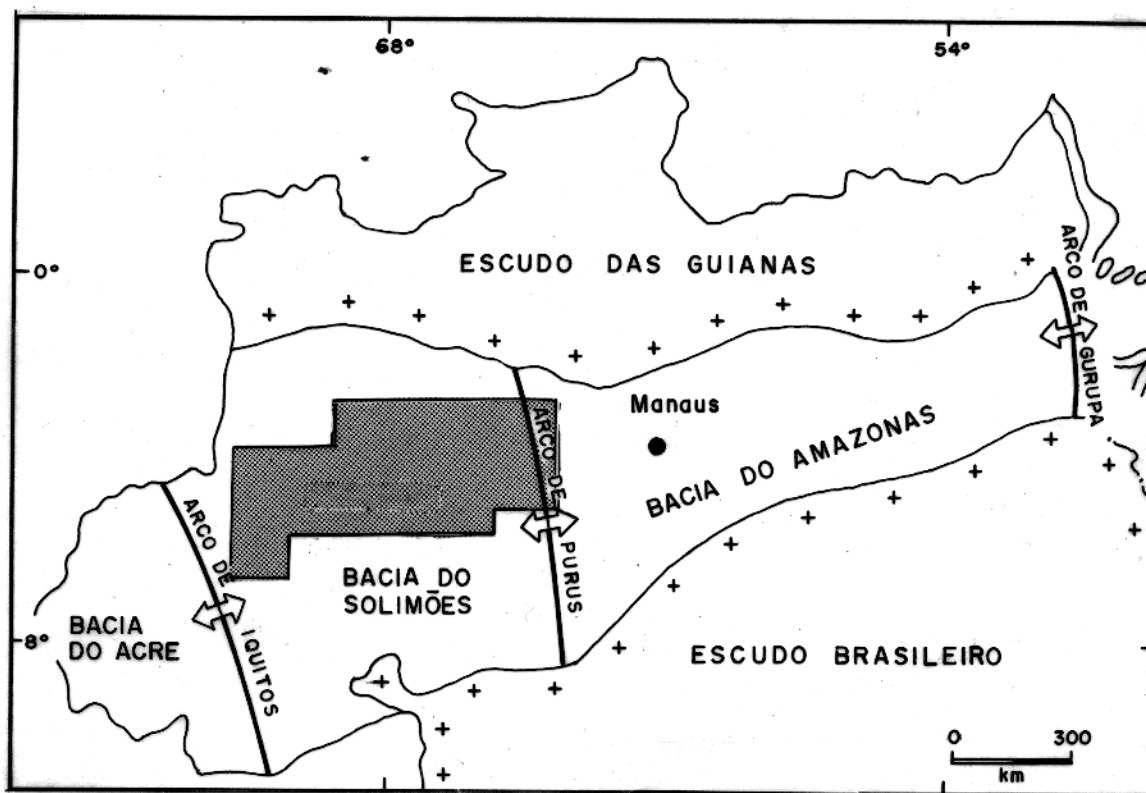 68°
54°
0°
8°
ESCUDO DAS GUIANAS
ARCO DE GURUPA
Manaus
BACIA DO AMAZONAS
ARCO DE PURUS
ARCO DE IQUITOS
BACIA DO
SOLIMÕES
BACIA
DO ACRE
ESCUDO BRASILEIRO
0
300
km